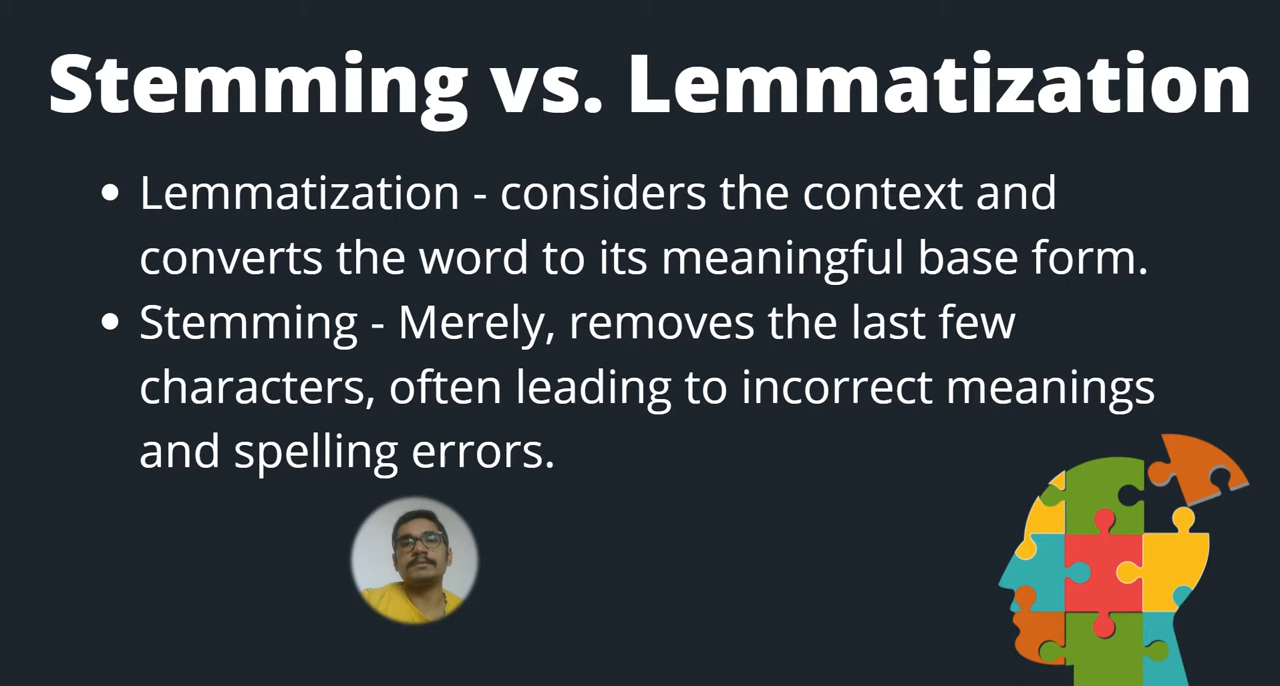 Stemming vs. Lemmatization
• Lemmatization - considers the context and
converts the word to its meaningful base form.
• Stemming - Merely, removes the last few
characters, often leading to incorrect meanings
and spelling errors.